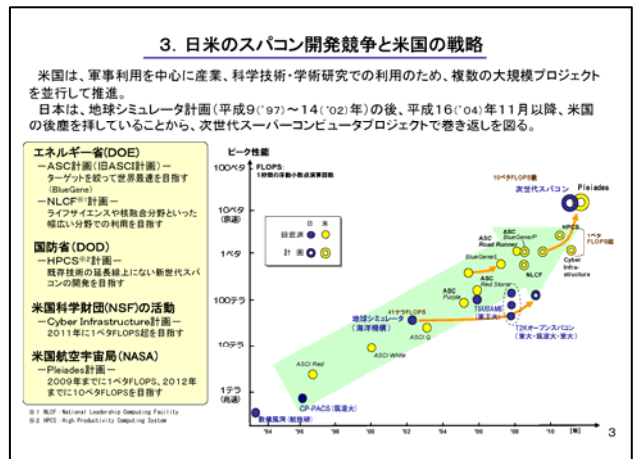 3．日米のスパコン開発競争と米国の戦略
米国は、軍事利用を中心に産業、科学技術・学術研究での利用のため、複数の大規模プロジェクト
を並行して推進。
日本は、地球シミュレータ計画(平成9('97)～14('02)年)の後、平成16('04)年11月以降、米国
の後塵を拝していることから、次世代スーパーコンピュータプロジェクトで巻き返しを図る。
エネルギー省(DOE)
－ASC計画(旧ASCI計画)－
ターゲットを絞って世界最速を目指す
(BlueGene)
－NLCF※1計画－
ライフサイエンスや核融合分野といった
幅広い分野での利用を目指す
国防省(DOD)
－HPCS※2計画－
既存技術の延長線上にない新世代スパ
コンの開発を目指す
米国科学財団(NSF)の活動
－Cyber Infrastructure計画－
2011年に1ペタFLOPS超を目指す
米国航空宇宙局(NASA)
－Pleiades計画－
2009年までに1ペタFLOPS、2012年
までに10ペタFLOPSを目指す
※1 NLCF：National Leadership Computing Facility
※2 HPCS：High Productivity Computing System
ピーク性能
FLOPS：
1秒間の浮動小数点演算回数
100ペタ
10ペタ
(京速)
1ペタ
100テラ
10テラ
1テラ
(兆速)
日 米
設置済
計 画
10ペタFLOPS級
次世代スパコン
Pleiades
HPCS
1ペタ
FLOPS超
Cyber
Infra-
structure
ASC
Road Runner
ASC
BlueGene/P
BlueGene/L
NLCF
ASC
Purple
ASC
Red Storm
TSUBAME
(東工大)
41テラFLOPS
地球シミュレータ
(海洋機構)
ASCI Q
T2Kオープンスパコン
(東大・筑波大・京大)
ASCI White
ASCI Red
CP-PACS(筑波大)
数値風洞(航技研)
'94 '96 '98 '00 '02 '04 '06 '08 '10 [年]
3